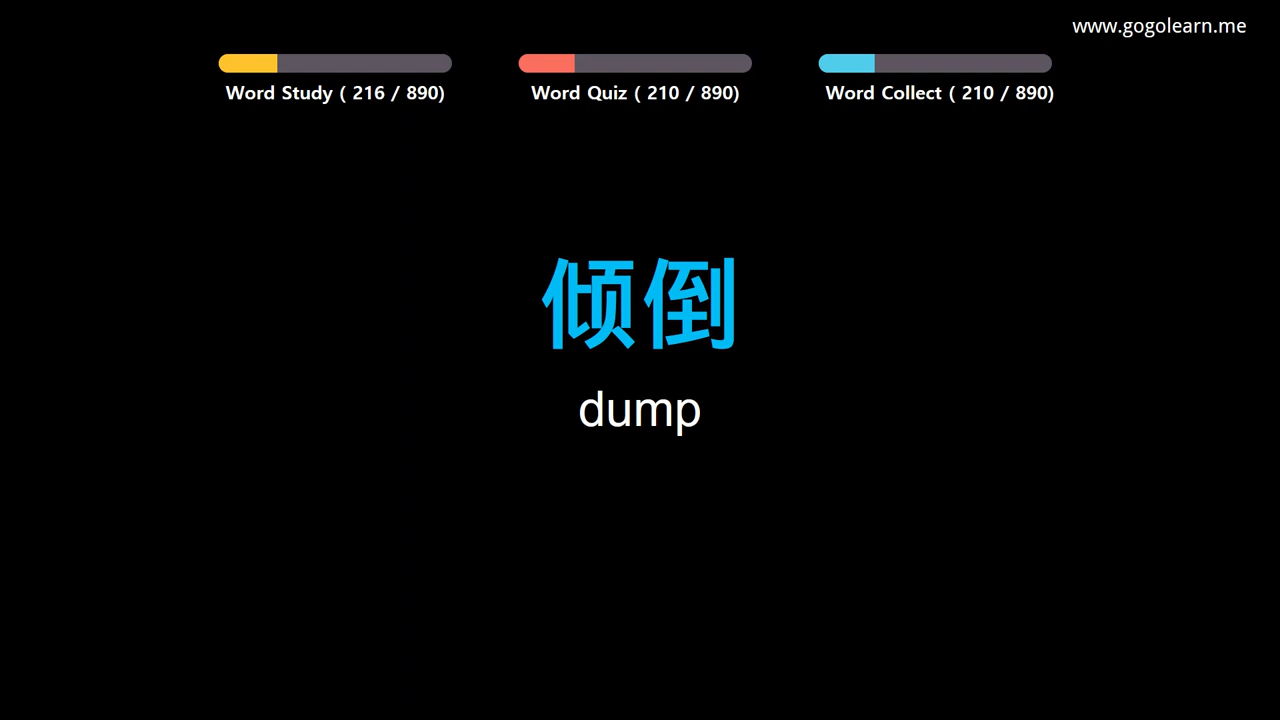 www.gogolearn.me
Word Study ( 216 / 890)
Word Quiz ( 210 / 890)
Word Collect ( 210 / 890)
倾倒
dump